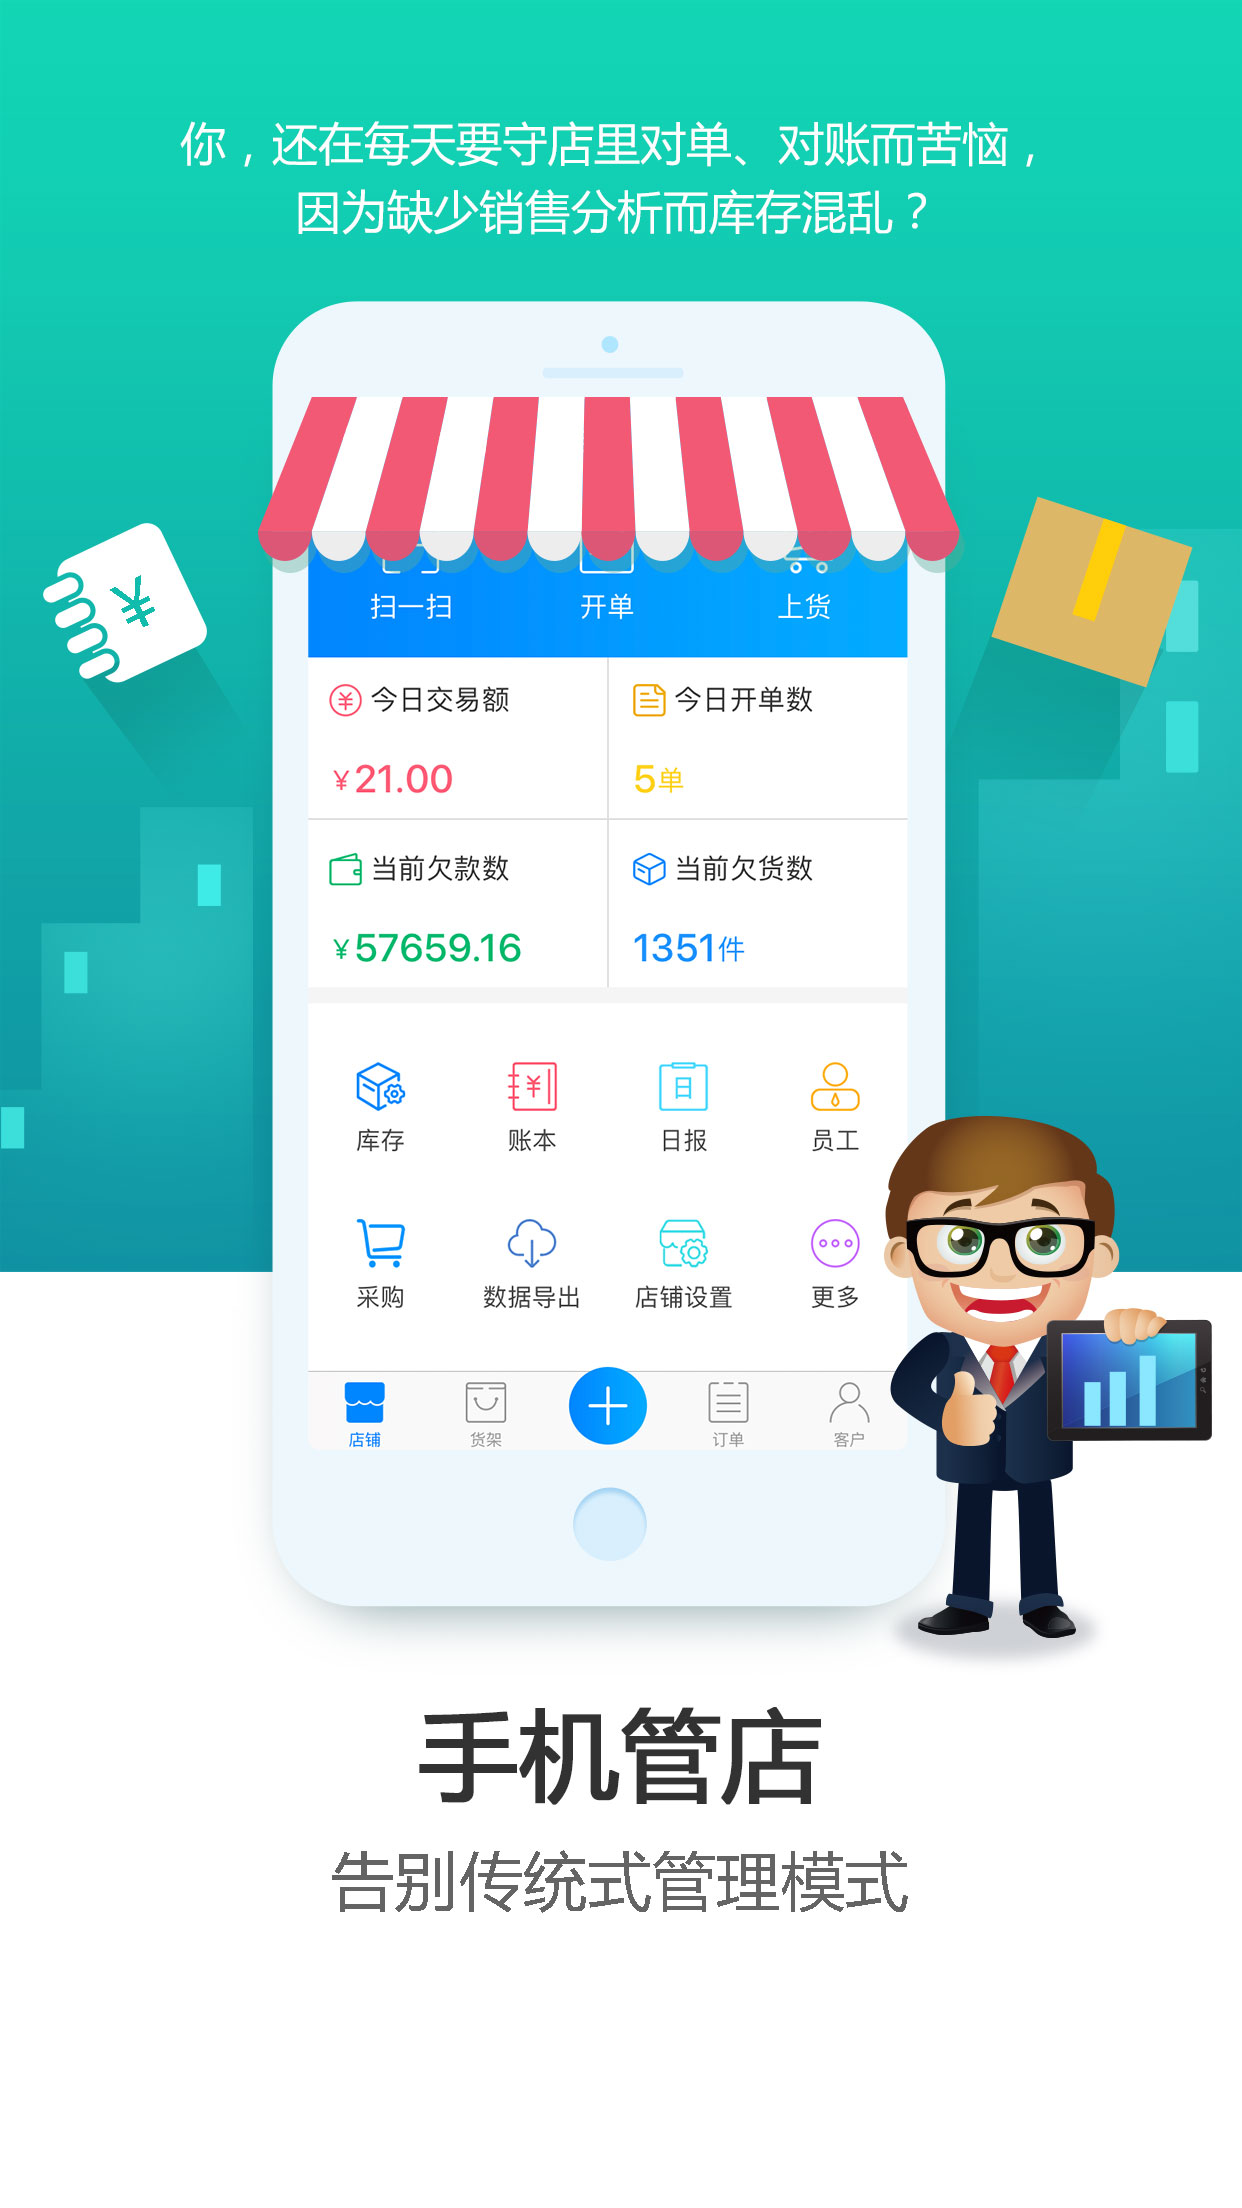 你，还在每天要守店里对单、对账而苦恼，
因为缺少销售分析而库存混乱？
¥
扫一扫 开单 上货
¥ 今日交易额 今日开单数
¥21.00 5单
当前欠款数 当前欠货数
¥57659.16 1351件
¥ 日
库存 账本 日报 员工
采购 数据导出 店铺设置 更多
店铺 货架 订单 客户
手机管店
告别传统式管理模式